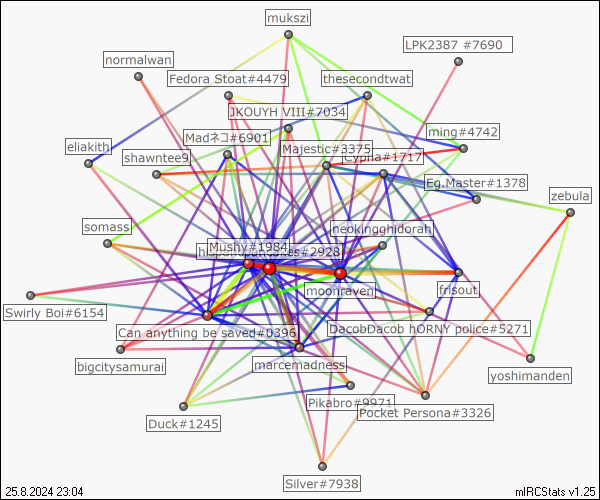 mukszi
LPK2387 #7690
normalwan
Fedora Stoat#4479
thesecondtwat
JKOUYH VIII#7034
Madネコ#6901
ming#4742
eliakith
shawntee9
Majestic#3375
Cypria#1717
Eg.Master#1378
zebula
somass
neokingghidorah
Mushy#1984
#2928
moonraven
frisout
Swirly Boi#6154
Can anything be saved#0396
DacobDacob hORNY police#5271
bigcitysamurai
marcemadness
yoshimanden
Pikabro#9971
Pocket Persona#3326
Duck#1245
Silver#7938
25.8.2024 23:04
mIRCStats v1.25